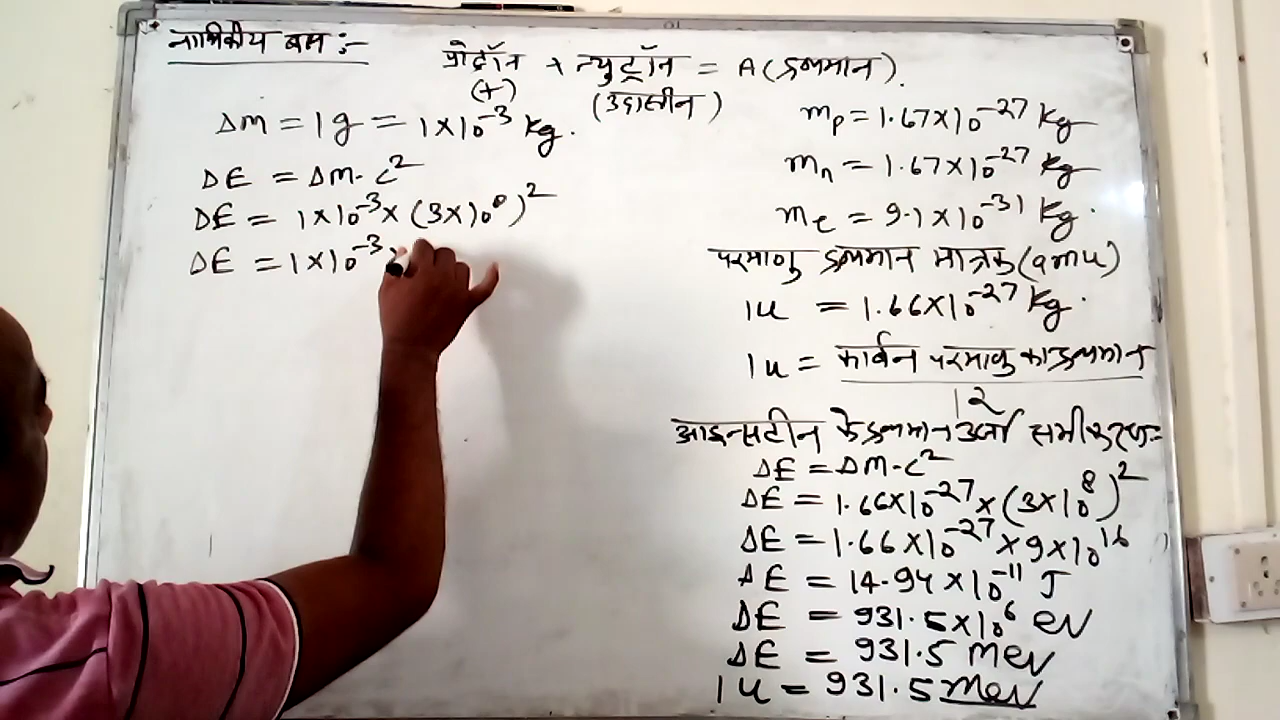 नाभिकीय बल :-
प्रोट्रॉन + न्युट्रॉन = A (द्रव्यमान).
(+) (उदासीन)
Δm = 1g = 1×10⁻³ Kg.
ΔE = Δm·c²
ΔE = 1×10⁻³ × (3×10⁸)²
ΔE = 1×10⁻³
mp = 1.67×10⁻²⁷ Kg
mn = 1.67×10⁻²⁷ Kg
me = 9.1×10⁻³¹ Kg.
परमाणु द्रव्यमान मात्रक (amu)
1u = 1.66×10⁻²⁷ Kg.
1u = कार्बन परमाणु का द्रव्यमान
12
आइन्सटीन के द्रव्यमान ऊर्जा समीकरण=
ΔE = Δm·c²
ΔE = 1.66×10⁻²⁷ × (3×10⁸)²
ΔE = 1.66×10⁻²⁷ × 9×10¹⁶
ΔE = 14.94×10⁻¹¹ J
ΔE = 931.5×10⁶ ev
ΔE = 931.5 mev
1u = 931.5 mev